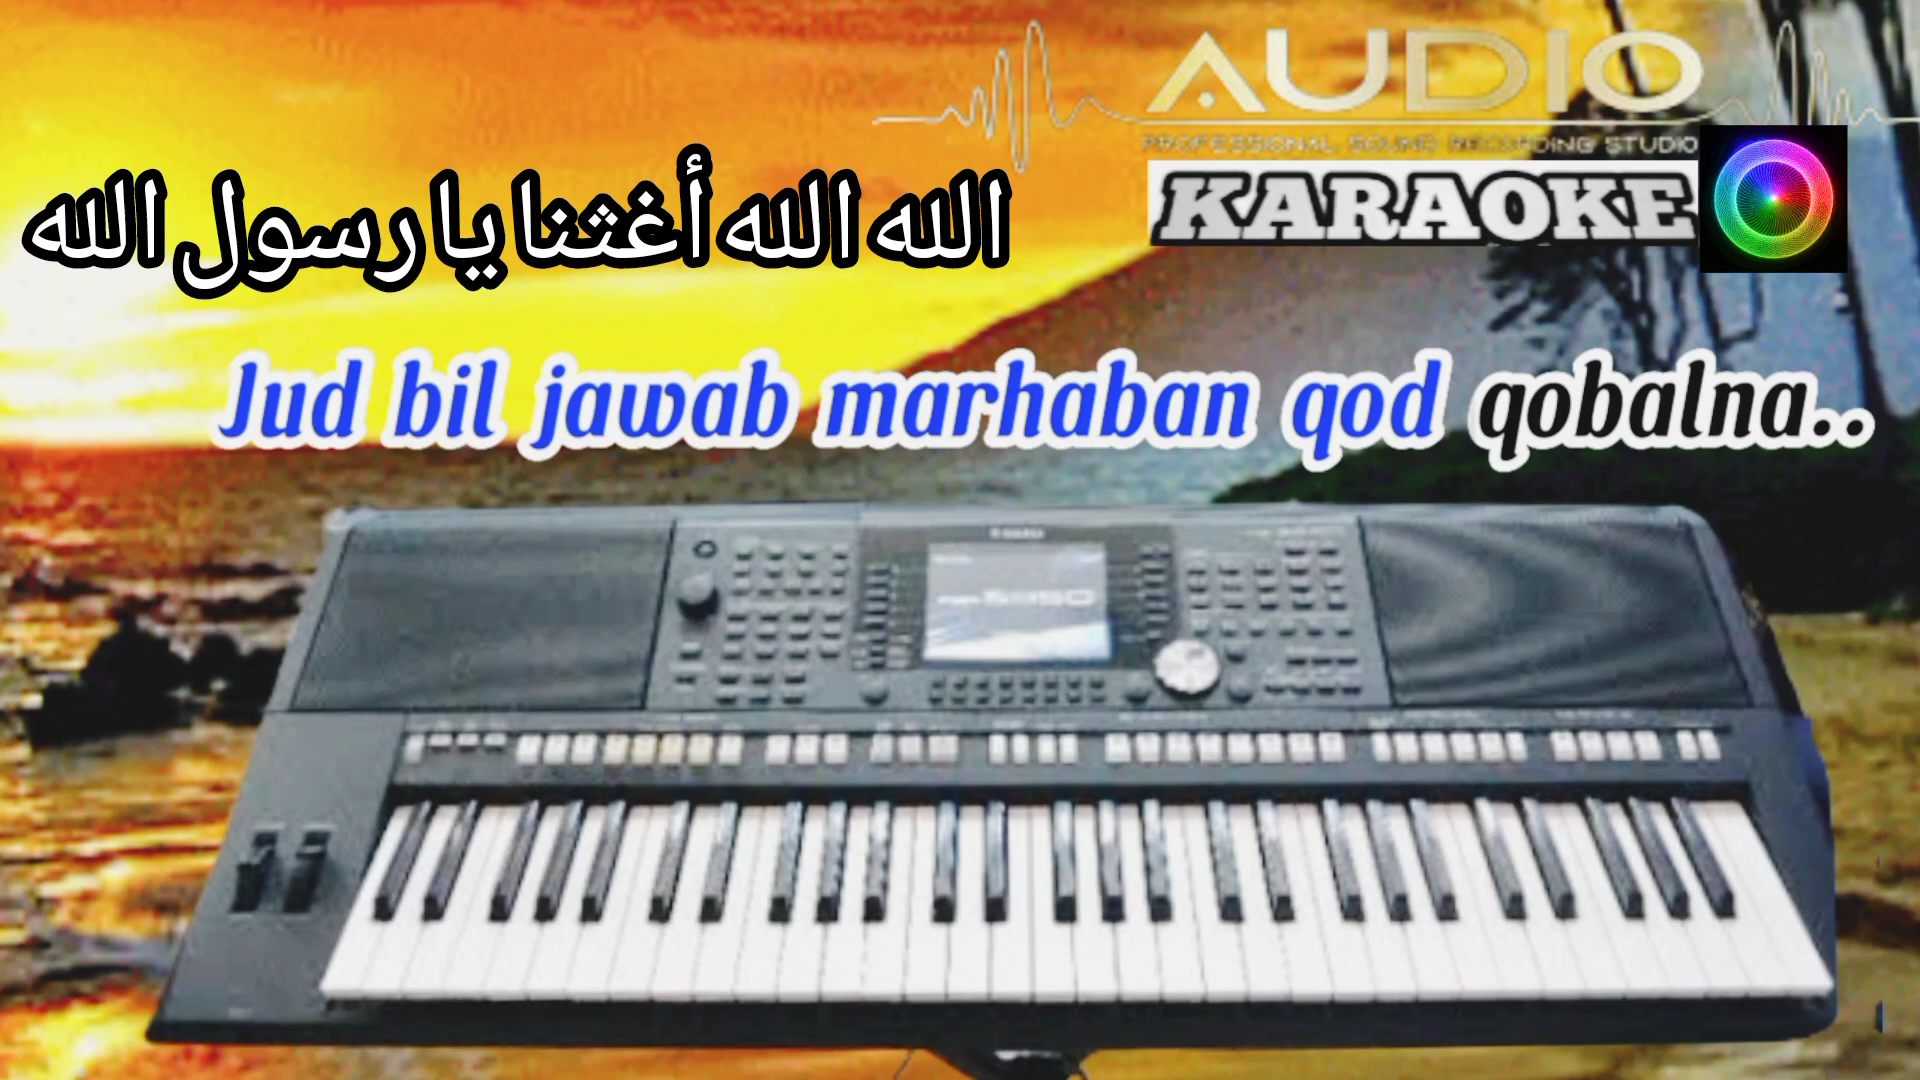 AUDIO
PROFESSIONAL SOUND RECORDING STUDIO
KARAOKE
الله الله أغثنا يا رسول الله
Jud bil jawab marhaban qod qobalna..